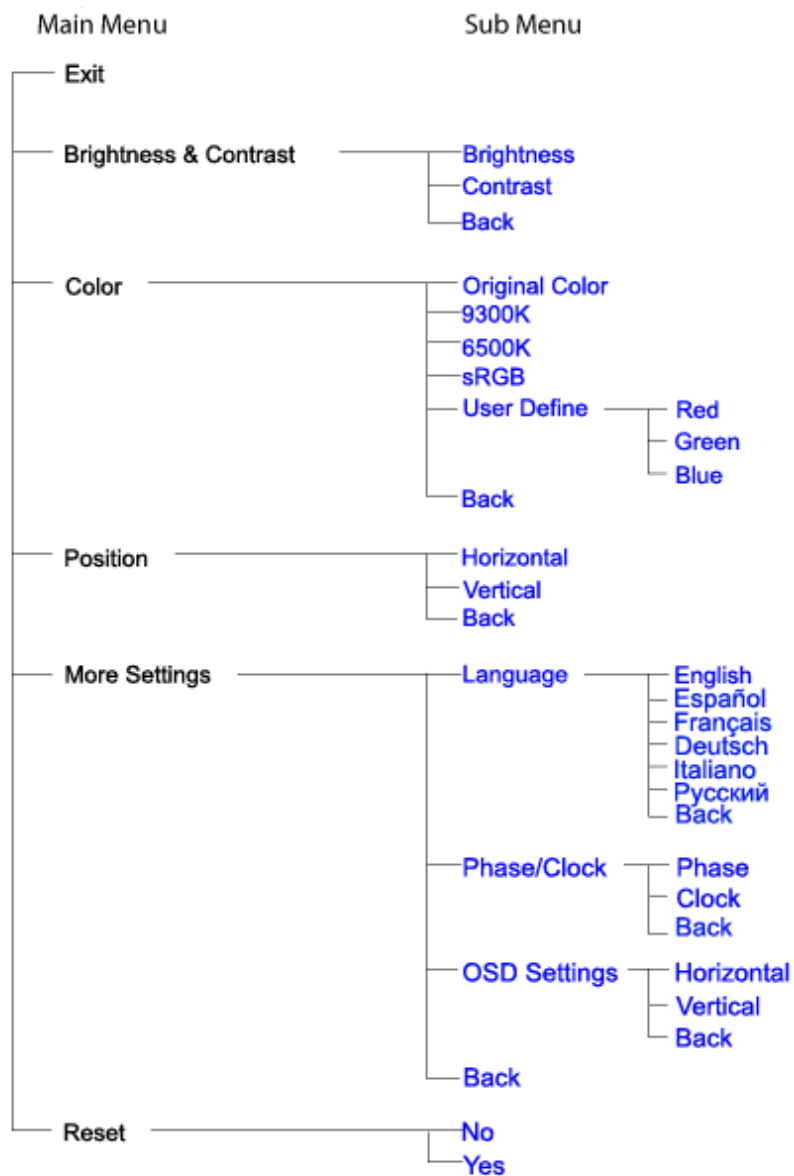 Main Menu Sub Menu
Exit
Brightness & Contrast Brightness
Contrast
Back
Color Original Color
9300K
6500K
sRGB
User Define Red
Green
Blue
Back
Position Horizontal
Vertical
Back
More Settings Language English
Español
Français
Deutsch
Italiano
Русский
Back
Phase/Clock Phase
Clock
Back
OSD Settings Horizontal
Vertical
Back
Back
Reset No
Yes